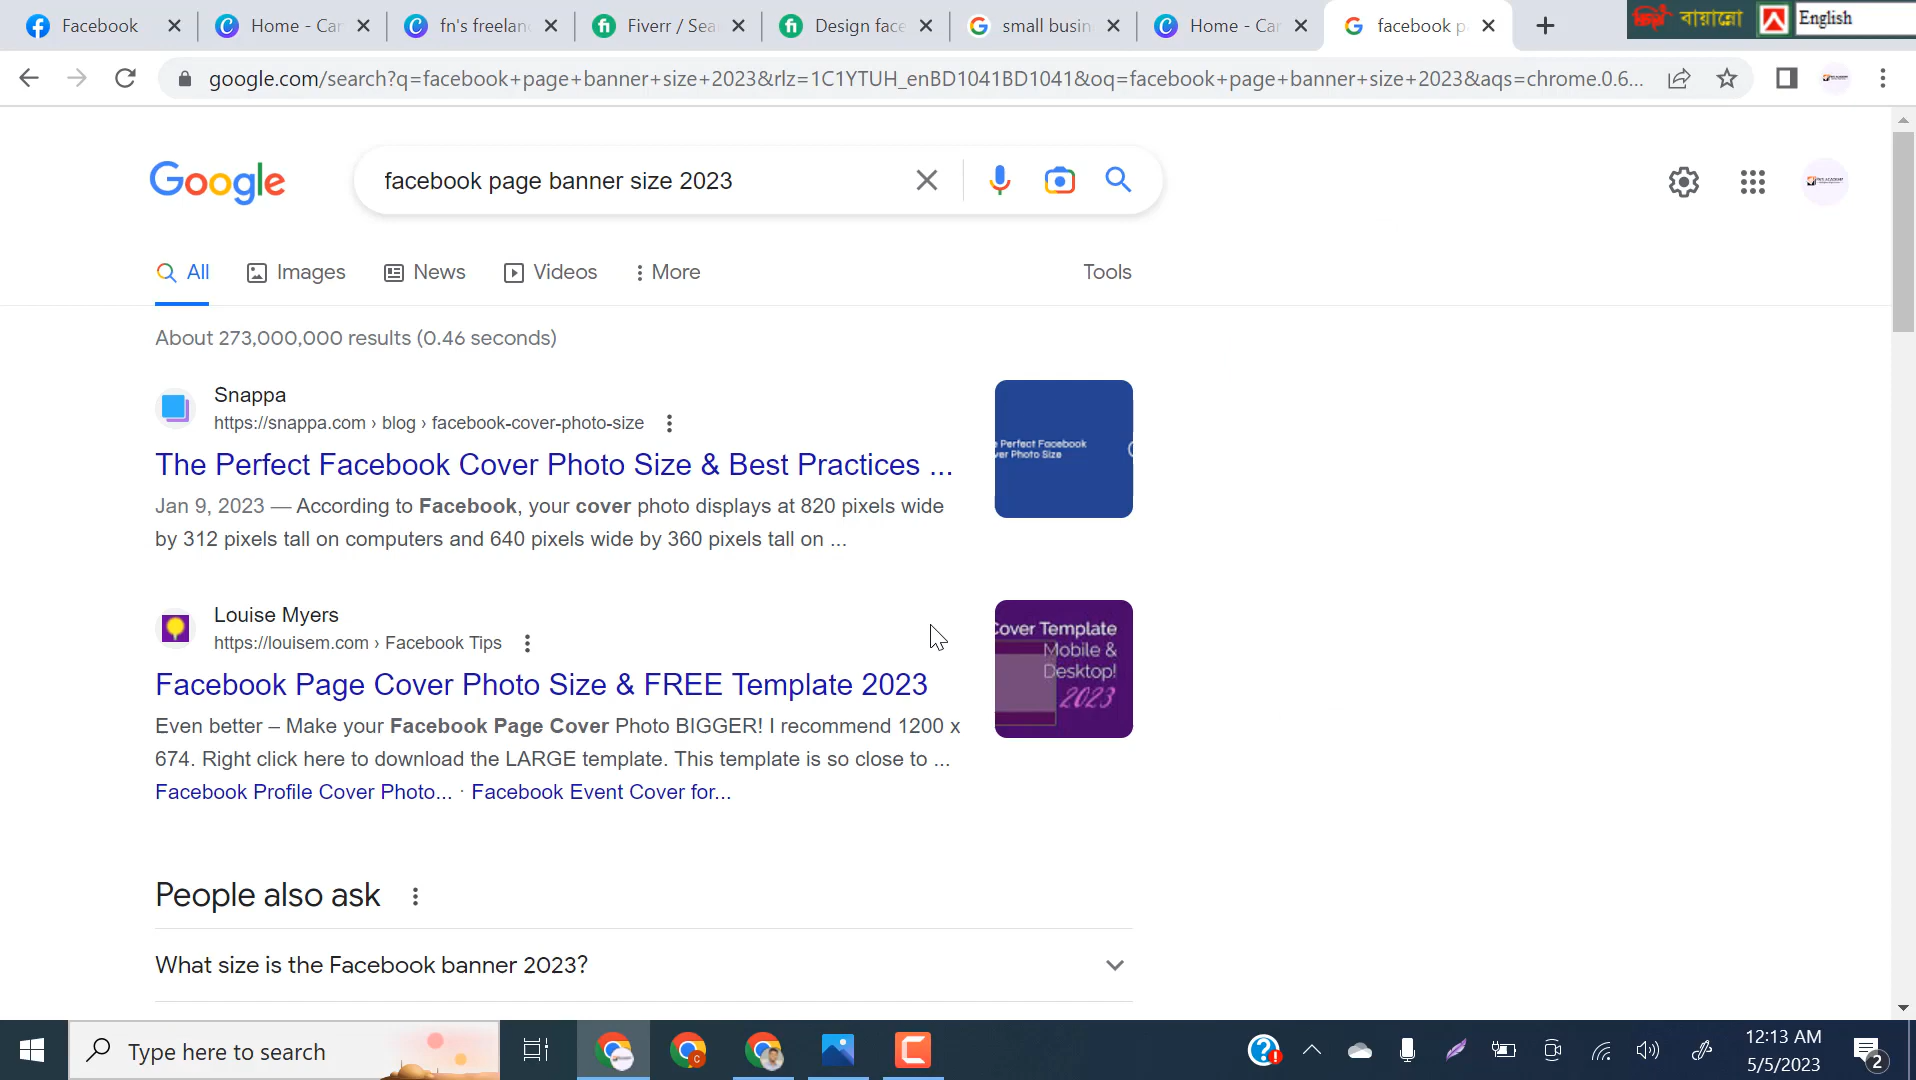 Facebook
Home - Can
fn's freelan
Fiverr / Sea
Design face
small busin
Home - Can
facebook p
বায়ান্নো
English
google.com/search?q=facebook+page+banner+size+2023&rlz=1C1YTUH_enBD1041BD1041&oq=facebook+page+banner+size+2023&aqs=chrome.0.6...
Google
facebook page banner size 2023
All
Images
News
Videos
More
Tools
About 273,000,000 results (0.46 seconds)
Snappa
https://snappa.com › blog › facebook-cover-photo-size
The Perfect Facebook Cover Photo Size & Best Practices ...
Jan 9, 2023 — According to Facebook, your cover photo displays at 820 pixels wide
by 312 pixels tall on computers and 640 pixels wide by 360 pixels tall on ...
Perfect Facebook
ver Photo Size
Louise Myers
https://louisem.com › Facebook Tips
Facebook Page Cover Photo Size & FREE Template 2023
Even better – Make your Facebook Page Cover Photo BIGGER! I recommend 1200 x
674. Right click here to download the LARGE template. This template is so close to ...
Facebook Profile Cover Photo... · Facebook Event Cover for...
Cover Template
Mobile &
Desktop!
2023
People also ask
What size is the Facebook banner 2023?
Type here to search
12:13 AM
5/5/2023
2